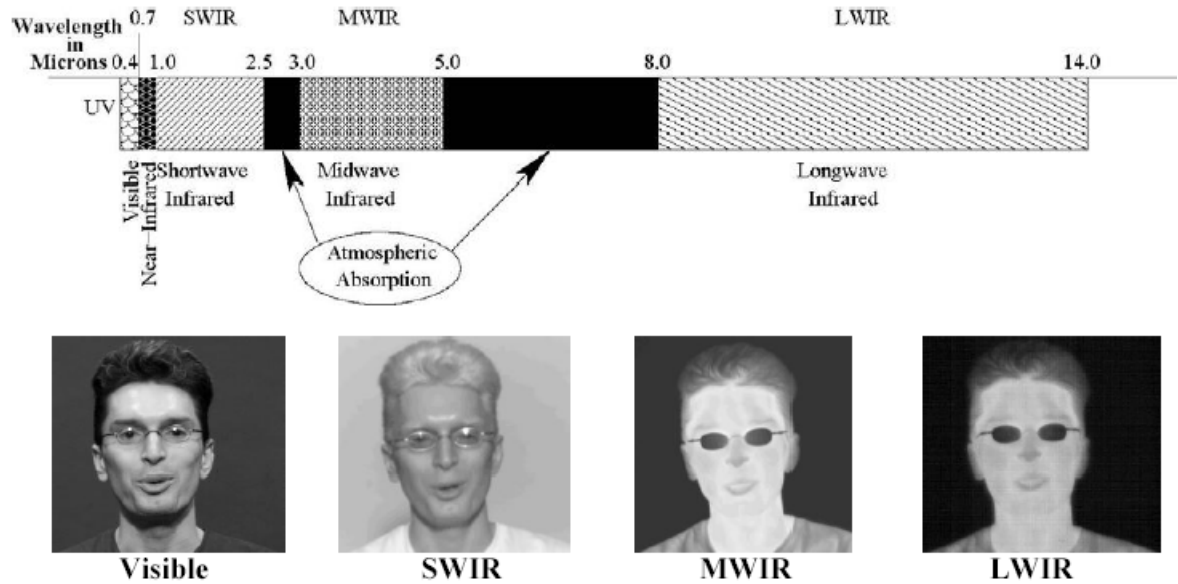 Wavelength
in
Microns
0.7
SWIR
MWIR
LWIR
0.4
1.0
2.5
3.0
5.0
8.0
14.0
UV
Visible
Near-Infrared
Shortwave
Infrared
Midwave
Infrared
Longwave
Infrared
Atmospheric
Absorption
Visible
SWIR
MWIR
LWIR